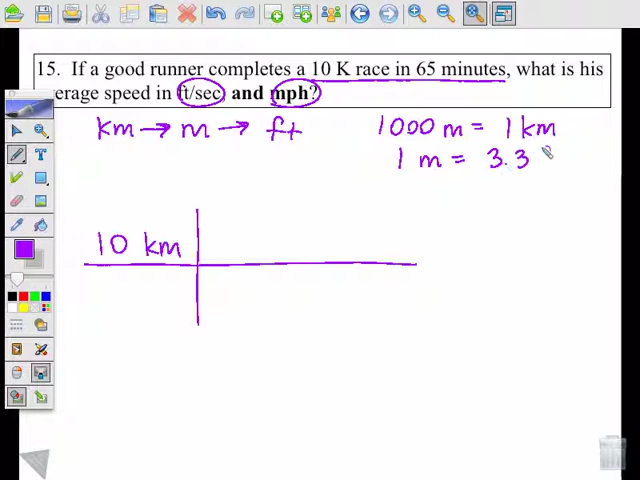 15. If a good runner completes a 10 K race in 65 minutes, what is his
erage speed in ft/sec and mph?
km → m → ft
1000 m = 1 km
1 m = 3.3
10 km
T